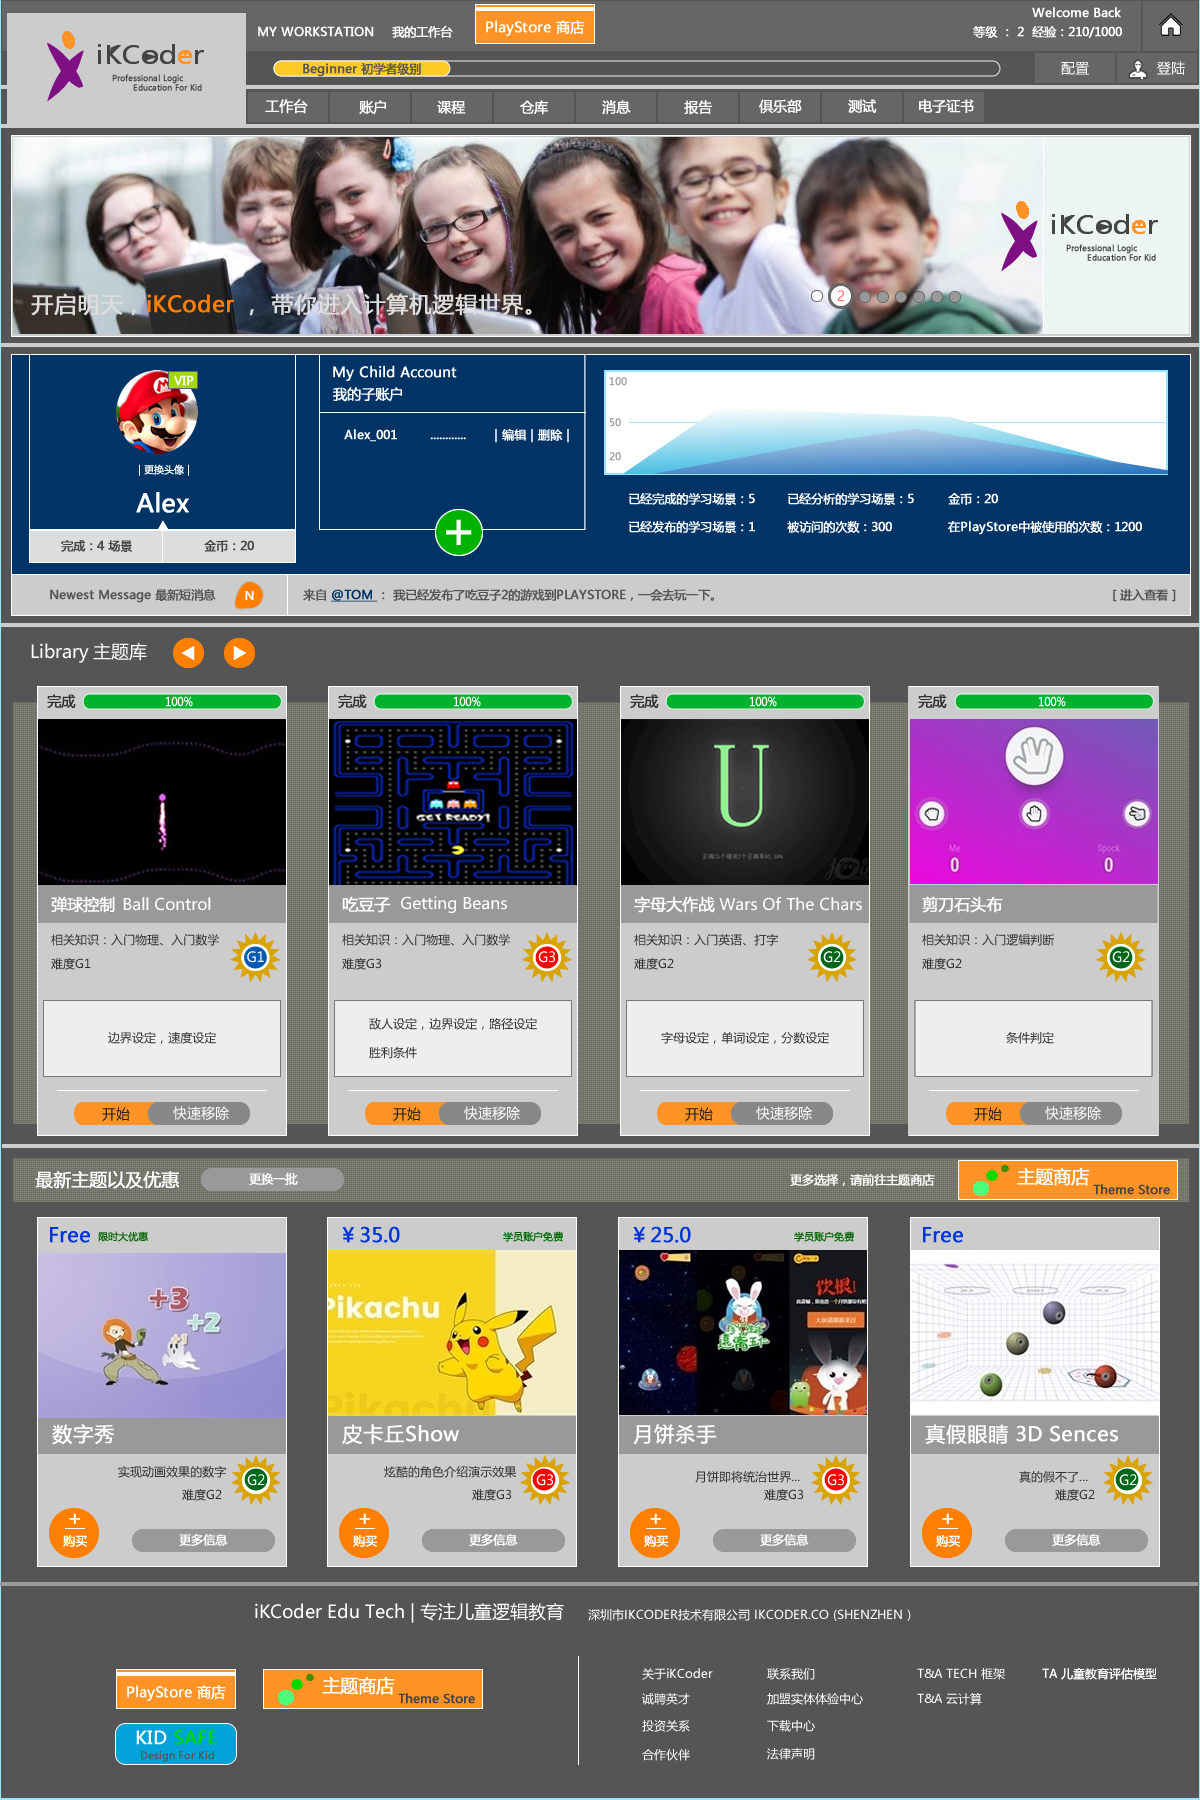 iKCoder
Professional Logic
Education For Kid
MY WORKSTATION 我的工作台
PlayStore 商店
Welcome Back
等级 : 2 经验 : 210/1000
Beginner 初学者级别
配置
登陆
工作台 账户 课程 仓库 消息 报告 俱乐部 测试 电子证书
iKCoder
Professional Logic
Education For Kid
开启明天，iKCoder ， 带你进入计算机逻辑世界。
2
VIP
| 更换头像 |
Alex
完成：4 场景
金币：20
My Child Account
我的子账户
Alex_001 ............ | 编辑 | 删除 |
100
50
20
已经完成的学习场景：5 已经分析的学习场景：5 金币：20
已经发布的学习场景：1 被访问的次数：300 在PlayStore中被使用的次数：1200
Newest Message 最新短消息
N
来自 @TOM ： 我已经发布了吃豆子2的游戏到PLAYSTORE，一会去玩一下。
[ 进入查看 ]
Library 主题库
完成 100%
完成 100%
完成 100%
完成 100%
GET READY!
U
Me
0
Spock
0
弹球控制 Ball Control
吃豆子 Getting Beans
字母大作战 Wars Of The Chars
剪刀石头布
相关知识：入门物理、入门数学
难度G1
G1
相关知识：入门物理、入门数学
难度G3
G3
相关知识：入门英语、打字
难度G2
G2
相关知识：入门逻辑判断
难度G2
G2
边界设定，速度设定
敌人设定，边界设定，路径设定
胜利条件
字母设定，单词设定，分数设定
条件判定
开始 快速移除
开始 快速移除
开始 快速移除
开始 快速移除
最新主题以及优惠
更换一批
更多选择，请前往主题商店
主题商店
Theme Store
Free 限时大优惠
¥ 35.0 学员账户免费
¥ 25.0 学员账户免费
Free
+3
+2
+1
Pikachu
Pikachu
饮恨!
数字秀
皮卡丘Show
月饼杀手
真假眼睛 3D Sences
实现动画效果的数字
难度G2
G2
炫酷的角色介绍演示效果
难度G3
G3
月饼即将统治世界...
难度G3
G3
真的假不了...
难度G2
G2
+
购买
更多信息
+
购买
更多信息
+
购买
更多信息
+
购买
更多信息
iKCoder Edu Tech | 专注儿童逻辑教育
深圳市IKCODER技术有限公司 IKCODER.CO (SHENZHEN )
PlayStore 商店
主题商店
Theme Store
KID SAFE
Design For Kid
关于iKCoder 联系我们 T&A TECH 框架 TA 儿童教育评估模型
诚聘英才 加盟实体体验中心 T&A 云计算
投资关系 下载中心
合作伙伴 法律声明